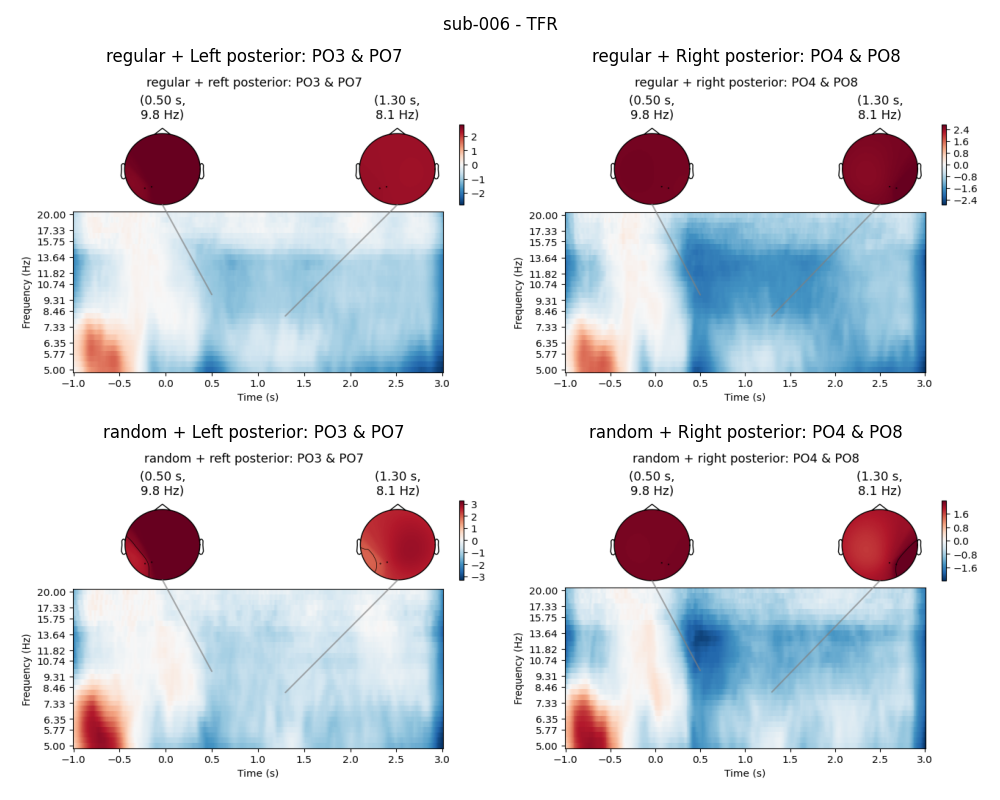 sub-006 - TFR
regular + Left posterior: PO3 & PO7
regular + reft posterior: PO3 & PO7
(0.50 s,
9.8 Hz)
(1.30 s,
8.1 Hz)
2
1
0
−1
−2
20.00
17.33
15.75
13.64
11.82
10.74
9.31
8.46
7.33
6.35
5.77
5.00
Frequency (Hz)
−1.0 −0.5 0.0 0.5 1.0 1.5 2.0 2.5 3.0
Time (s)
regular + Right posterior: PO4 & PO8
regular + right posterior: PO4 & PO8
(0.50 s,
9.8 Hz)
(1.30 s,
8.1 Hz)
2.4
1.6
0.8
0.0
−0.8
−1.6
−2.4
20.00
17.33
15.75
13.64
11.82
10.74
9.31
8.46
7.33
6.35
5.77
5.00
Frequency (Hz)
−1.0 −0.5 0.0 0.5 1.0 1.5 2.0 2.5 3.0
Time (s)
random + Left posterior: PO3 & PO7
random + reft posterior: PO3 & PO7
(0.50 s,
9.8 Hz)
(1.30 s,
8.1 Hz)
3
2
1
0
−1
−2
−3
20.00
17.33
15.75
13.64
11.82
10.74
9.31
8.46
7.33
6.35
5.77
5.00
Frequency (Hz)
−1.0 −0.5 0.0 0.5 1.0 1.5 2.0 2.5 3.0
Time (s)
random + Right posterior: PO4 & PO8
random + right posterior: PO4 & PO8
(0.50 s,
9.8 Hz)
(1.30 s,
8.1 Hz)
1.6
0.8
0.0
−0.8
−1.6
20.00
17.33
15.75
13.64
11.82
10.74
9.31
8.46
7.33
6.35
5.77
5.00
Frequency (Hz)
−1.0 −0.5 0.0 0.5 1.0 1.5 2.0 2.5 3.0
Time (s)